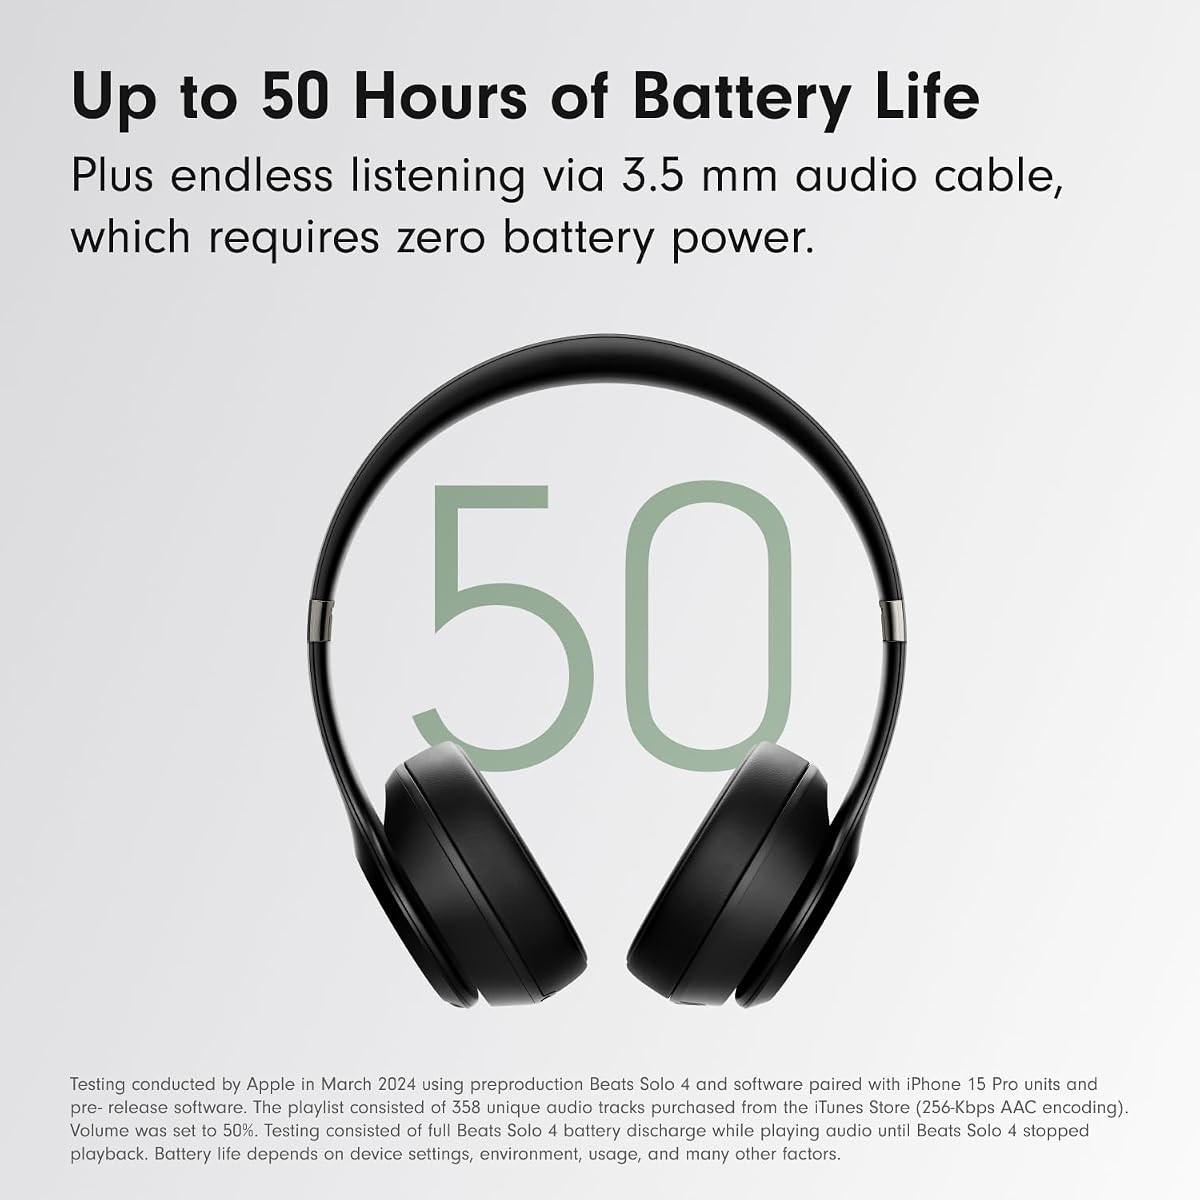 Up to 50 Hours of Battery Life
Plus endless listening via 3.5 mm audio cable,
which requires zero battery power.
50
Testing conducted by Apple in March 2024 using preproduction Beats Solo 4 and software paired with iPhone 15 Pro units and
pre- release software. The playlist consisted of 358 unique audio tracks purchased from the iTunes Store (256-Kbps AAC encoding).
Volume was set to 50%. Testing consisted of full Beats Solo 4 battery discharge while playing audio until Beats Solo 4 stopped
playback. Battery life depends on device settings, environment, usage, and many other factors.